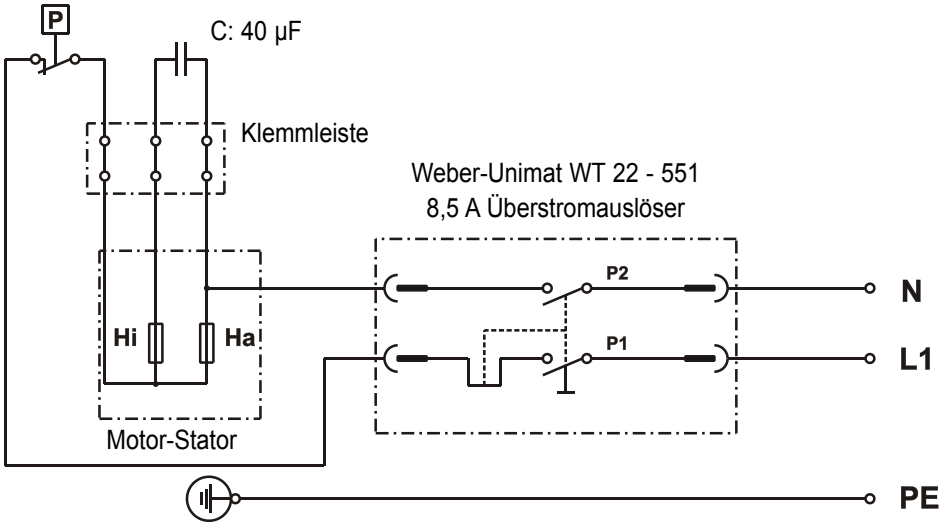 P
C: 40 µF
Klemmleiste
Weber-Unimat WT 22 - 551
8,5 A Überstromauslöser
P2
N
Hi
Ha
P1
L1
Motor-Stator
PE